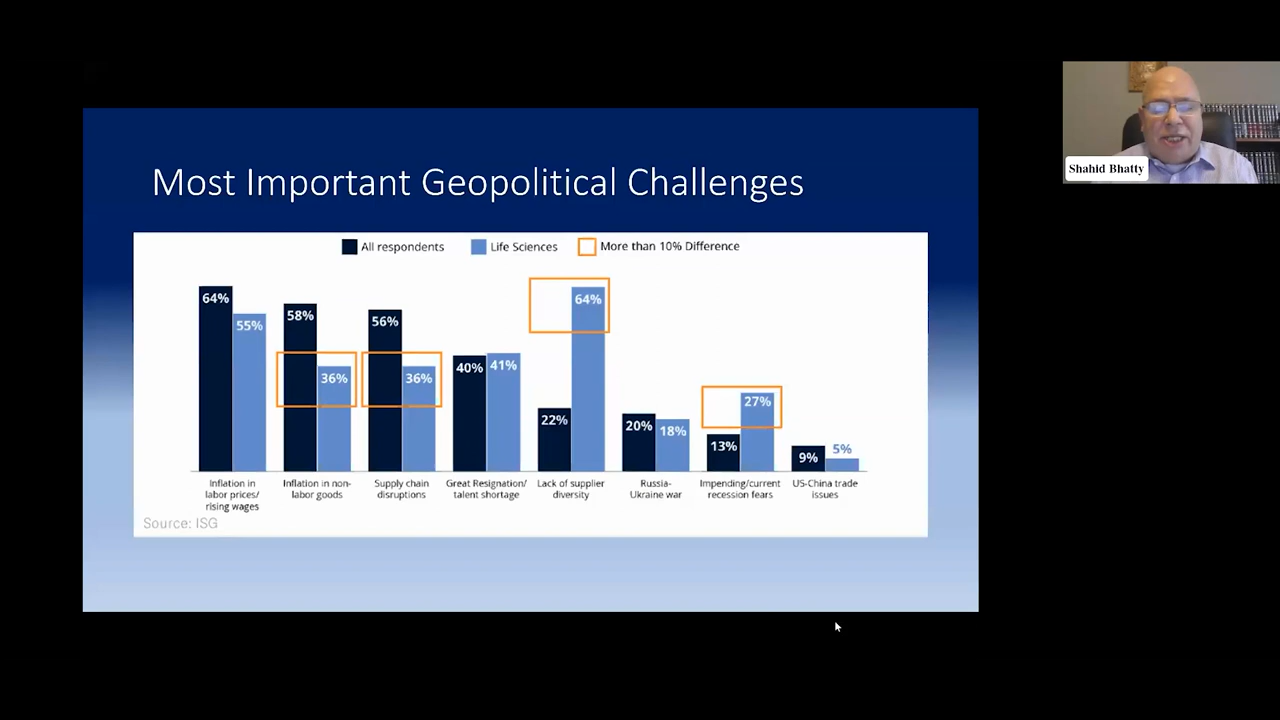 Most Important Geopolitical Challenges
All respondents
Life Sciences
More than 10% Difference
64%
55%
58%
36%
56%
36%
40%
41%
22%
64%
20%
18%
13%
27%
9%
5%
Inflation in
labor prices/
rising wages
Inflation in non-
labor goods
Supply chain
disruptions
Great Resignation/
talent shortage
Lack of supplier
diversity
Russia-
Ukraine war
Impending/current
recession fears
US-China trade
issues
Source: ISG
Shahid Bhatty